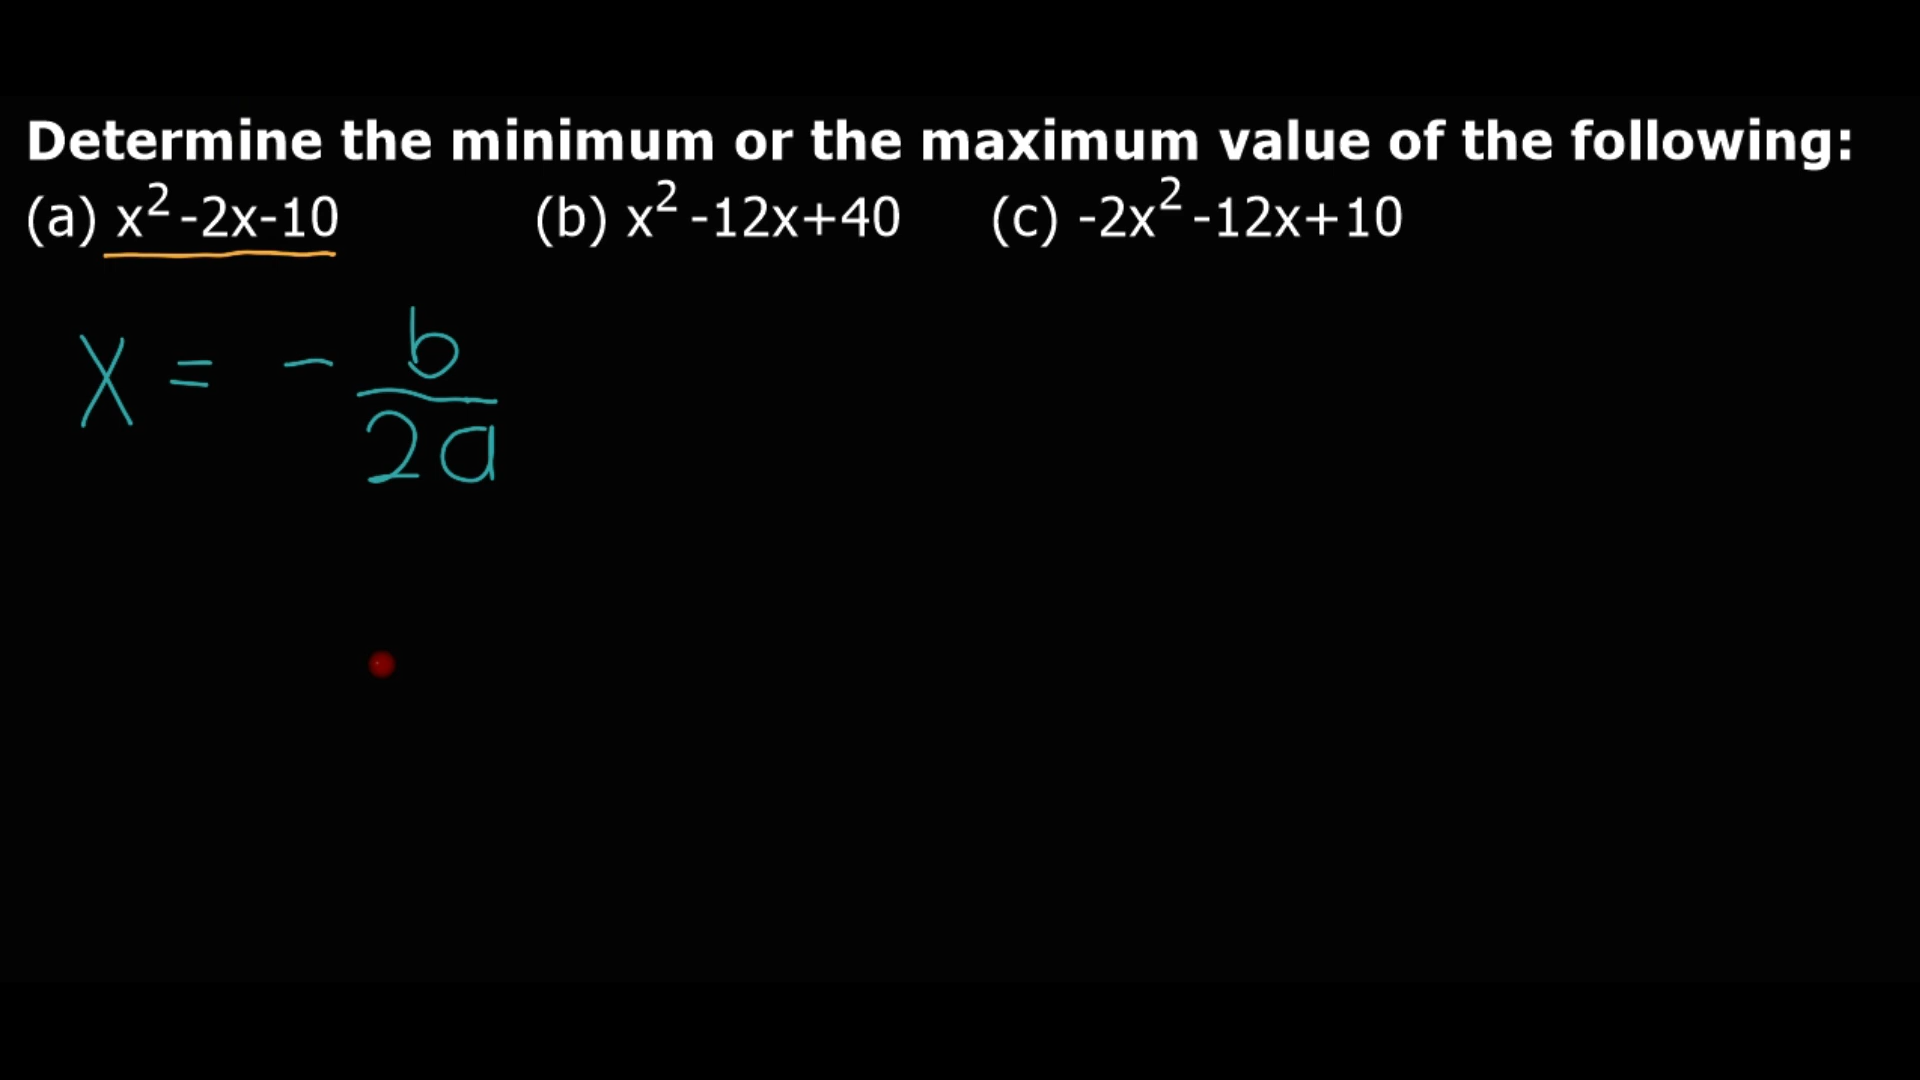 Determine the minimum or the maximum value of the following:
(a) x²-2x-10 (b) x²-12x+40 (c) -2x²-12x+10
X = - b/2a